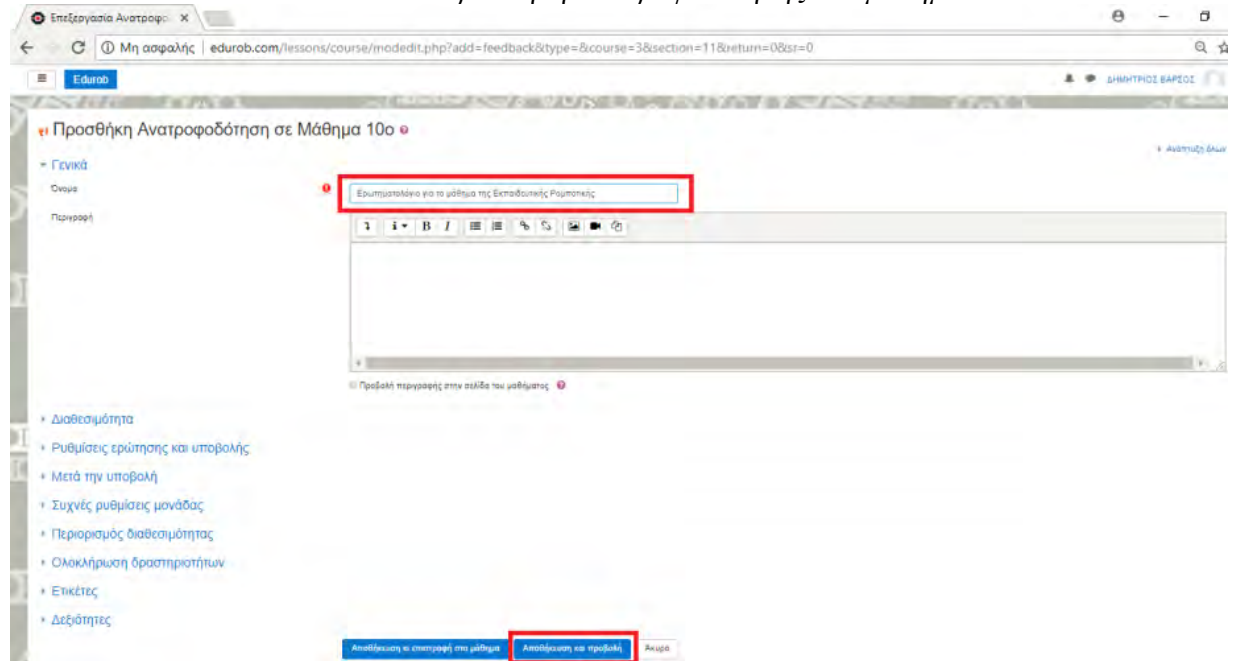 Επεξεργασία Ανατροφο
Μη ασφαλής | edurob.com/lessons/course/modedit.php?add=feedback&type=&course=3&section=11&return=0&sr=0
Edurob
ΔΗΜΗΤΡΙΟΣ ΒΑΡΣΟΣ
Προσθήκη Ανατροφοδότηση σε Μάθημα 10ο
Ανάπτυξη όλων
Γενικά
Όνομα
Ερωτηματολόγιο για το μάθημα της Εκπαιδευτικής Ρομποτικής
Περιγραφή
Προβολή περιγραφής στην σελίδα του μαθήματος
Διαθεσιμότητα
Ρυθμίσεις ερώτησης και υποβολής
Μετά την υποβολή
Συχνές ρυθμίσεις μονάδας
Περιορισμός διαθεσιμότητας
Ολοκλήρωση δραστηριοτήτων
Ετικέτες
Δεξιότητες
Αποθήκευση κι επιστροφή στο μάθημα Αποθήκευση και προβολή Άκυρο